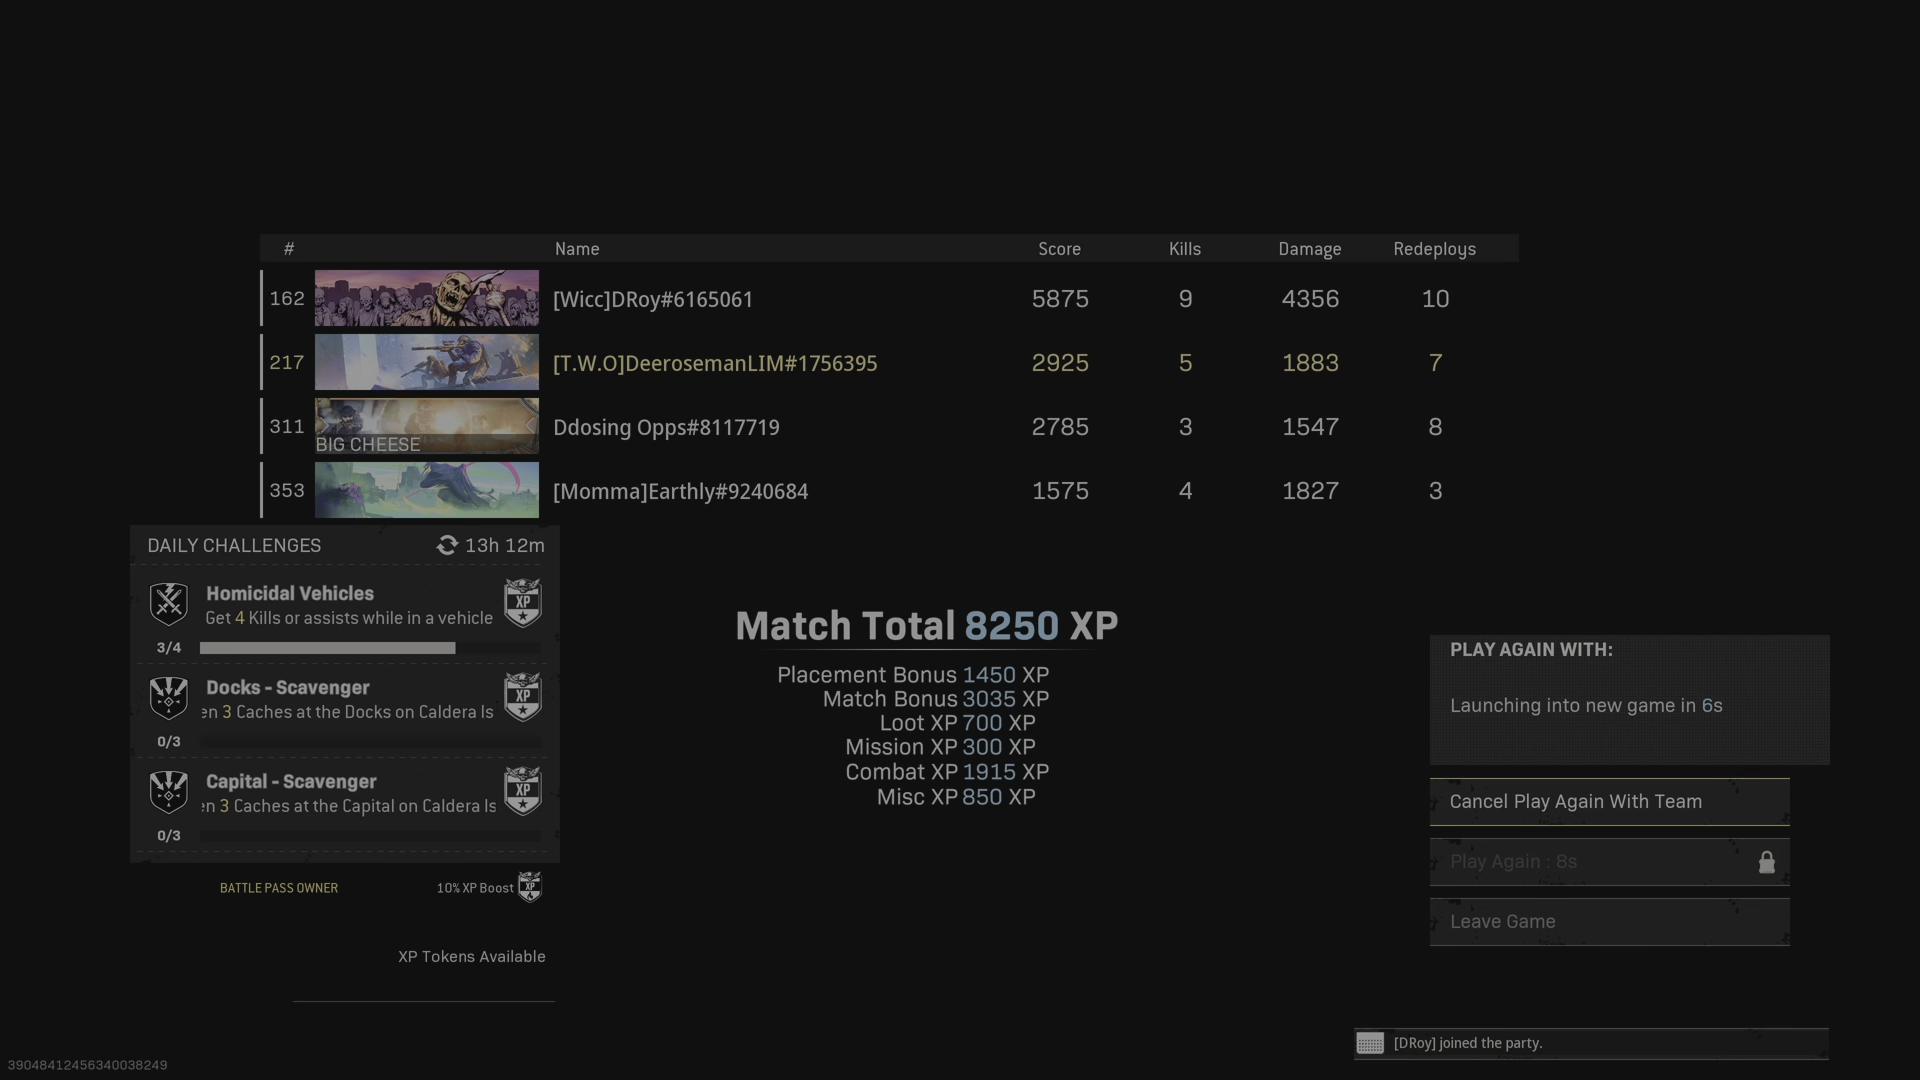 # Name Score Kills Damage Redeploys
162 [Wicc]DRoy#6165061 5875 9 4356 10
217 [T.W.O]DeerosemanLIM#1756395 2925 5 1883 7
311 BIG CHEESE Ddosing Opps#8117719 2785 3 1547 8
353 [Momma]Earthly#9240684 1575 4 1827 3
DAILY CHALLENGES 13h 12m
Homicidal Vehicles
Get 4 Kills or assists while in a vehicle
XP
3/4
Docks - Scavenger
en 3 Caches at the Docks on Caldera Is
XP
0/3
Capital - Scavenger
en 3 Caches at the Capital on Caldera Is
XP
0/3
BATTLE PASS OWNER 10% XP Boost XP
XP Tokens Available
Match Total 8250 XP
Placement Bonus 1450 XP
Match Bonus 3035 XP
Loot XP 700 XP
Mission XP 300 XP
Combat XP 1915 XP
Misc XP 850 XP
PLAY AGAIN WITH:
Launching into new game in 6s
Cancel Play Again With Team
Play Again : 8s
Leave Game
[DRoy] joined the party.
39048412456340038249